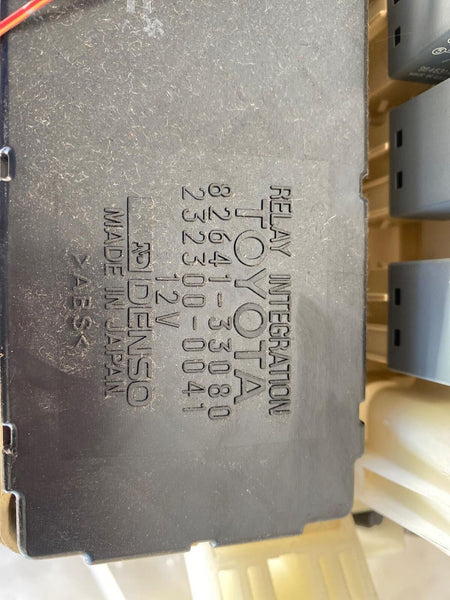 RELAY INTEGRATION
TOYOTA
82641-33080
232300-0041
12V
DENSO
MADE IN JAPAN
>ABS<